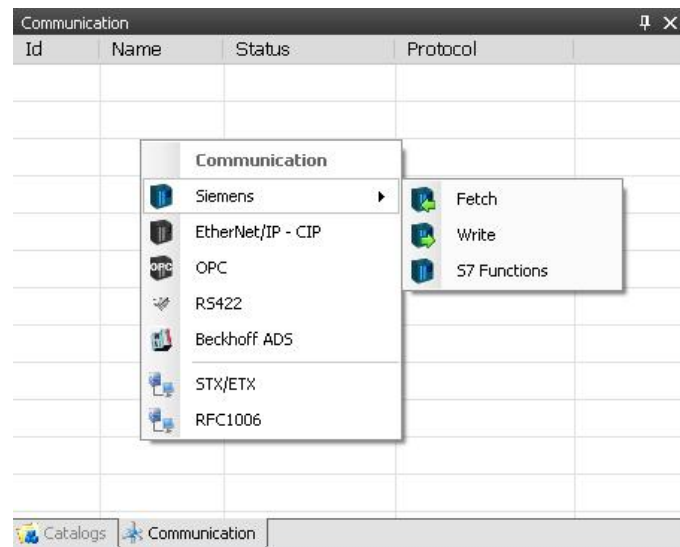 Communication
Id Name Status Protocol
Communication
Siemens Fetch
EtherNet/IP - CIP Write
OPC OPC S7 Functions
RS422
Beckhoff ADS
STX/ETX
RFC1006
Catalogs Communication